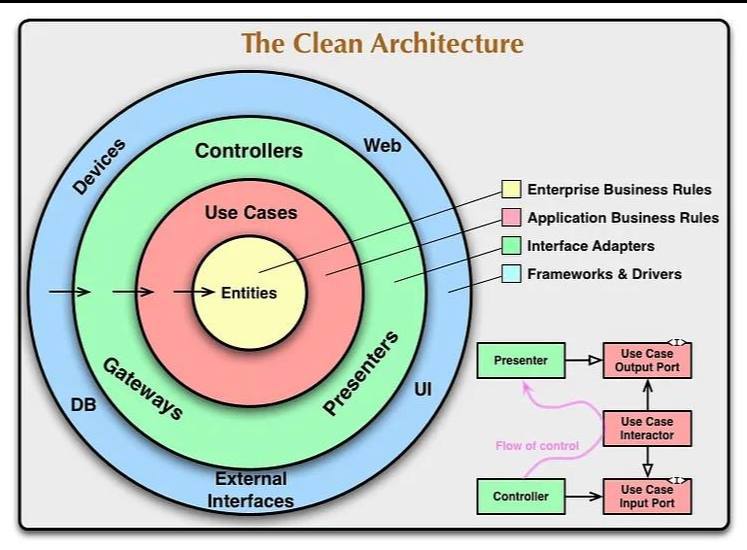 The Clean Architecture
Devices
Web
Controllers
Use Cases
Entities
Gateways
Presenters
DB
UI
External
Interfaces
Enterprise Business Rules
Application Business Rules
Interface Adapters
Frameworks & Drivers
Presenter
Use Case
Output Port
<I>
Use Case
Interactor
Flow of control
Controller
Use Case
Input Port
<I>